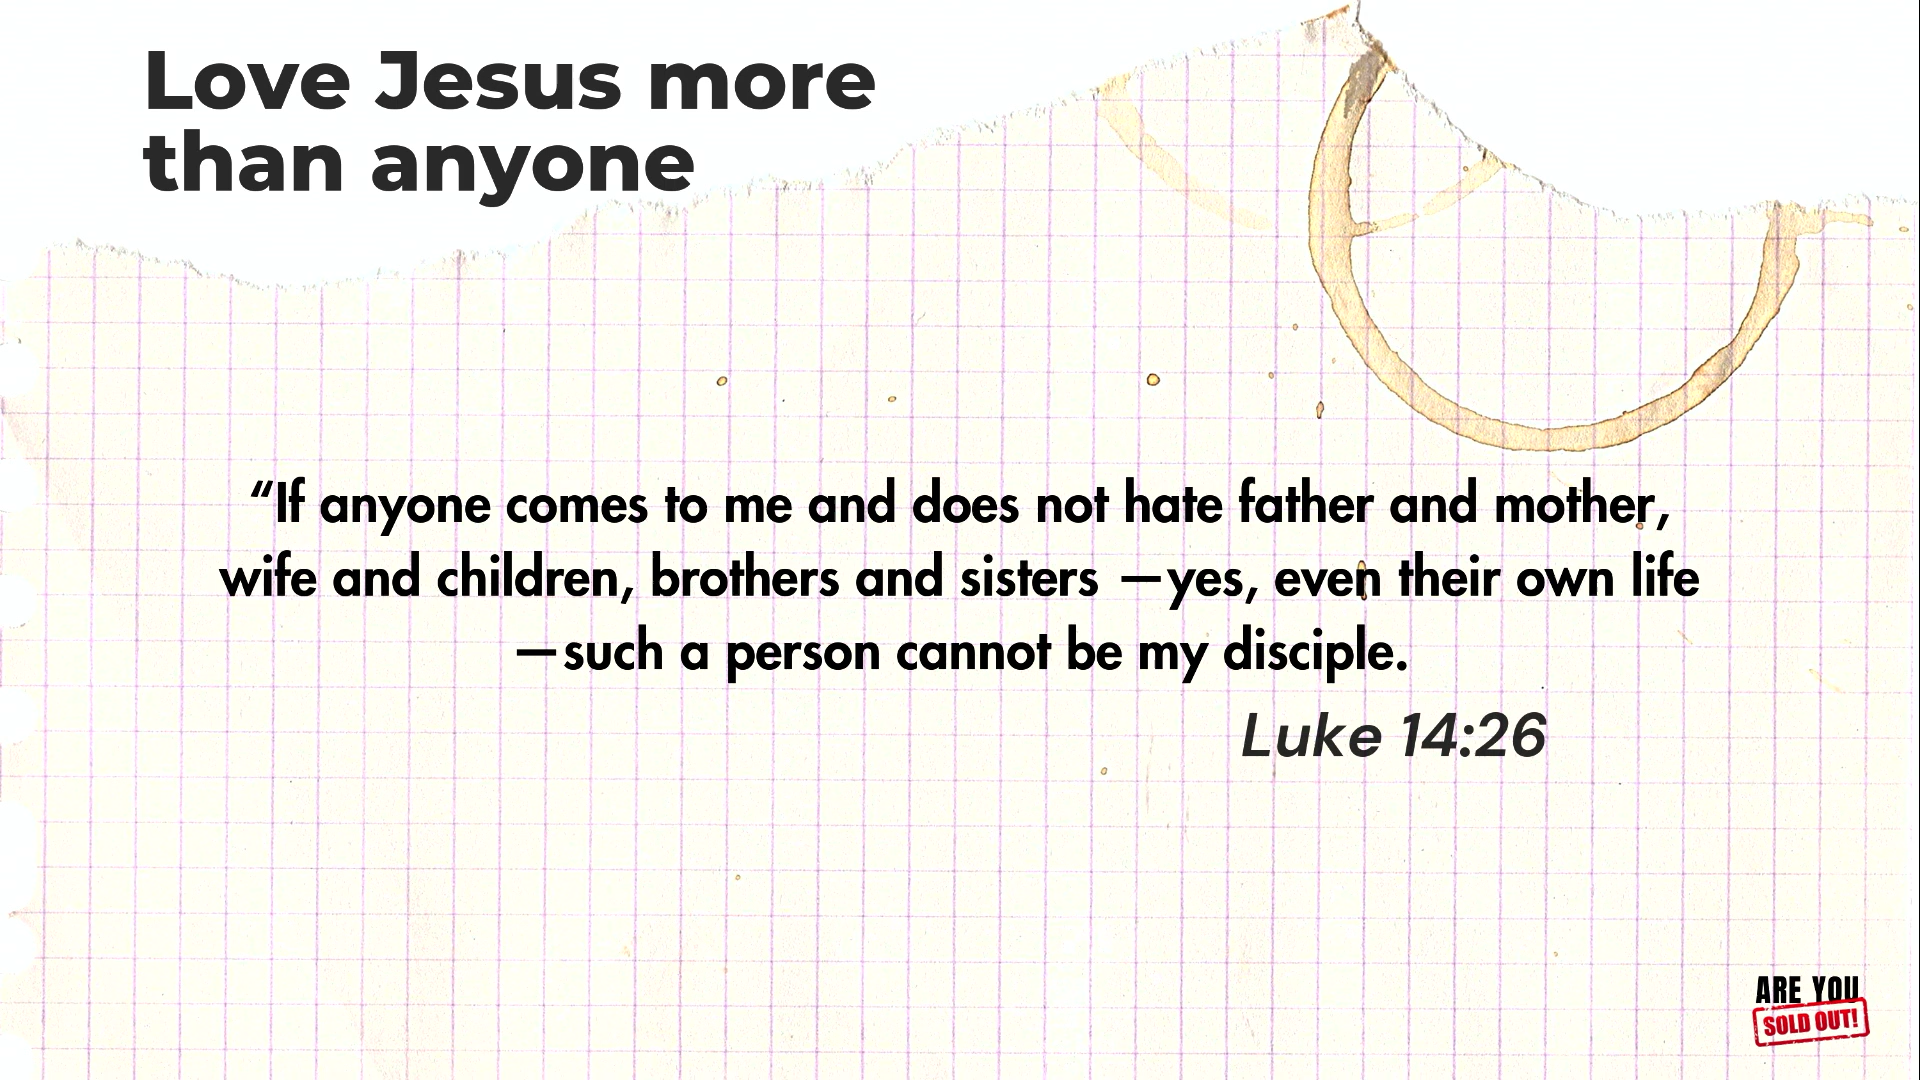 Love Jesus more
than anyone
“If anyone comes to me and does not hate father and mother,
wife and children, brothers and sisters —yes, even their own life
—such a person cannot be my disciple.
Luke 14:26
ARE YOU
SOLD OUT!